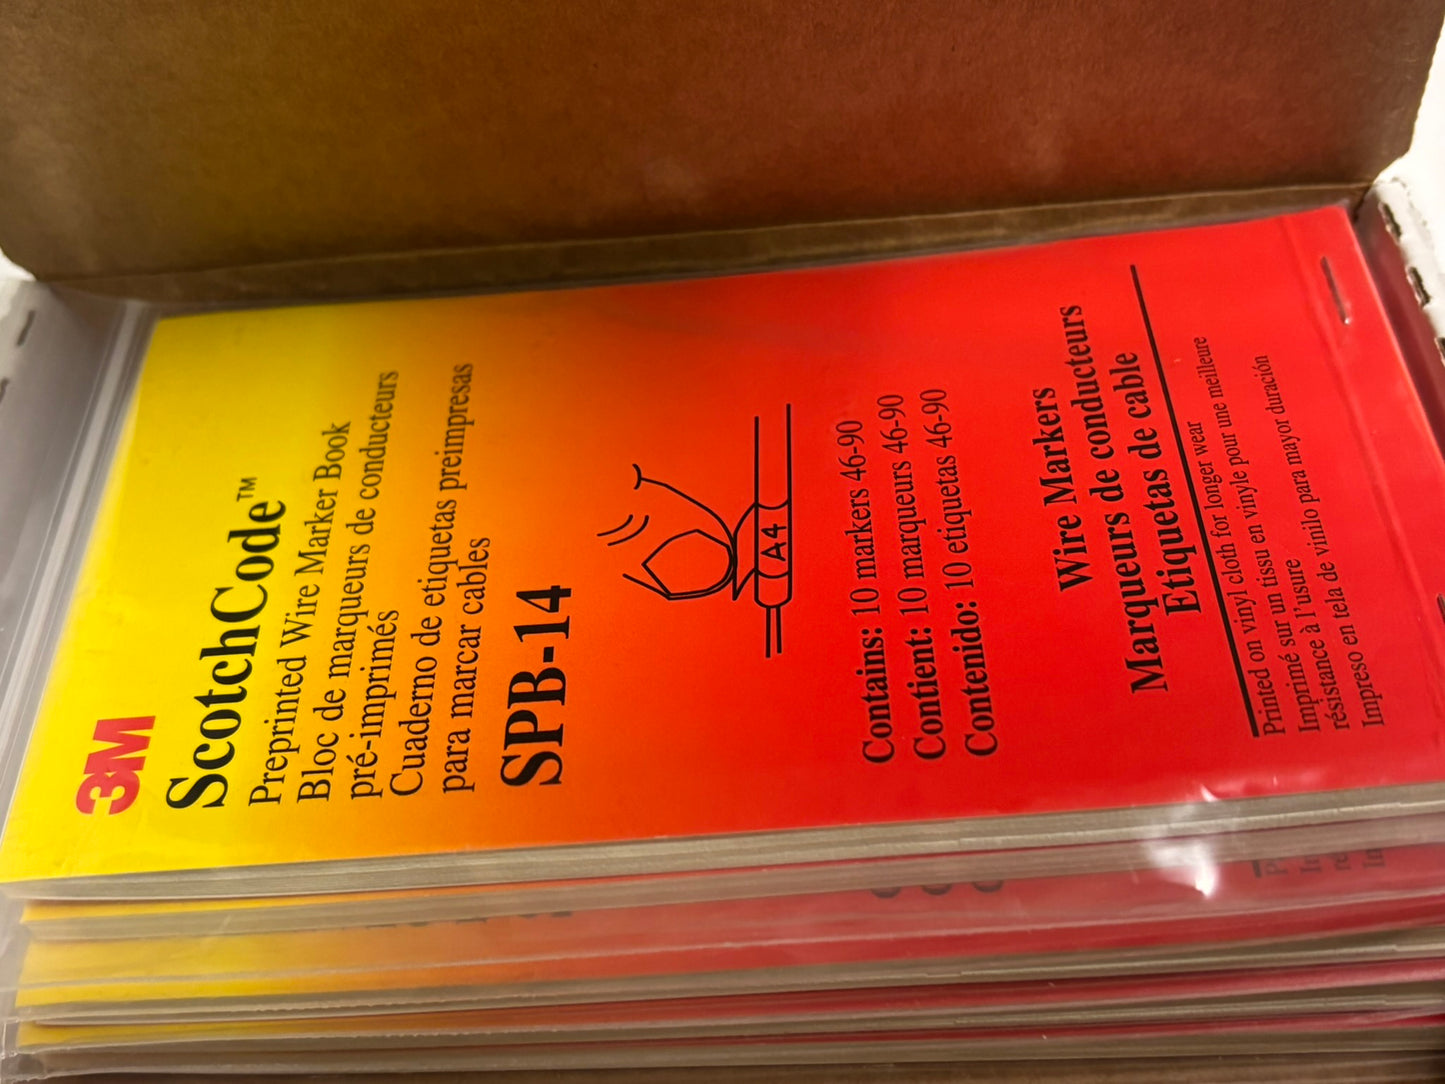 3M
ScotchCode™
Preprinted Wire Marker Book
Bloc de marqueurs de conducteurs
pré-imprimés
Cuaderno de etiquetas preimpresas
para marcar cables
SPB-14
A4
Contains: 10 markers 46-90
Contient: 10 marqueurs 46-90
Contenido: 10 etiquetas 46-90
Wire Markers
Marqueurs de conducteurs
Etiquetas de cable
Printed on vinyl cloth for longer wear
Imprimé sur un tissu en vinyle pour une meilleure
résistance à l'usure
Impreso en tela de vinilo para mayor duración